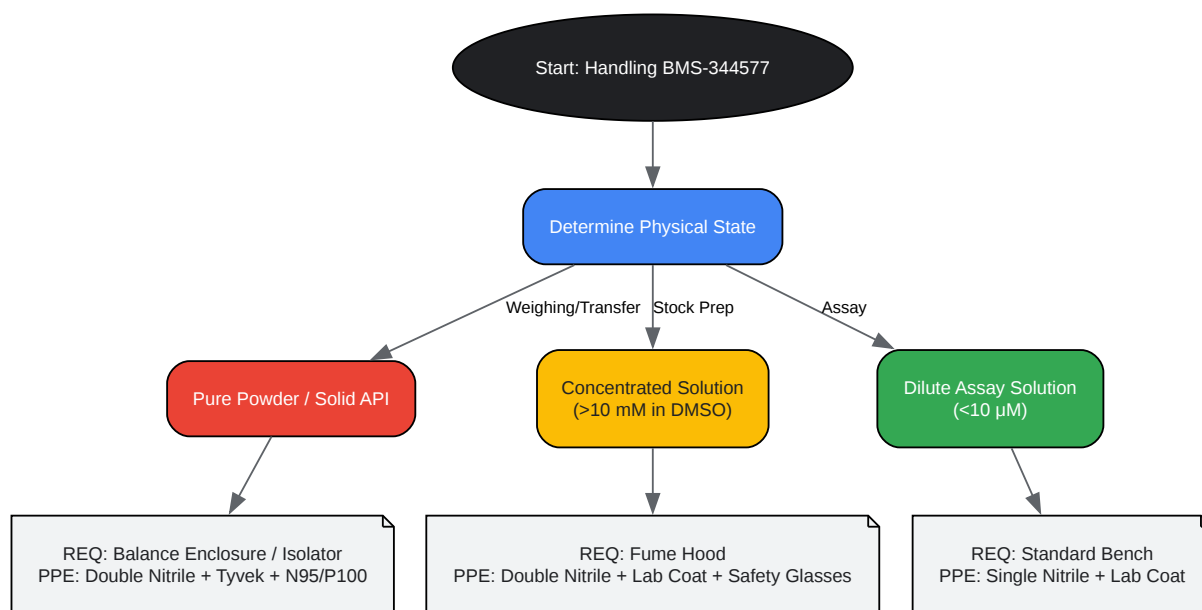 Start: Handling BMS-344577
Determine Physical State
Weighing/Transfer
Stock Prep
Assay
Pure Powder / Solid API
Concentrated Solution
(>10 mM in DMSO)
Dilute Assay Solution
(<10 μM)
REQ: Balance Enclosure / Isolator
PPE: Double Nitrile + Tyvek + N95/P100
REQ: Fume Hood
PPE: Double Nitrile + Lab Coat + Safety Glasses
REQ: Standard Bench
PPE: Single Nitrile + Lab Coat